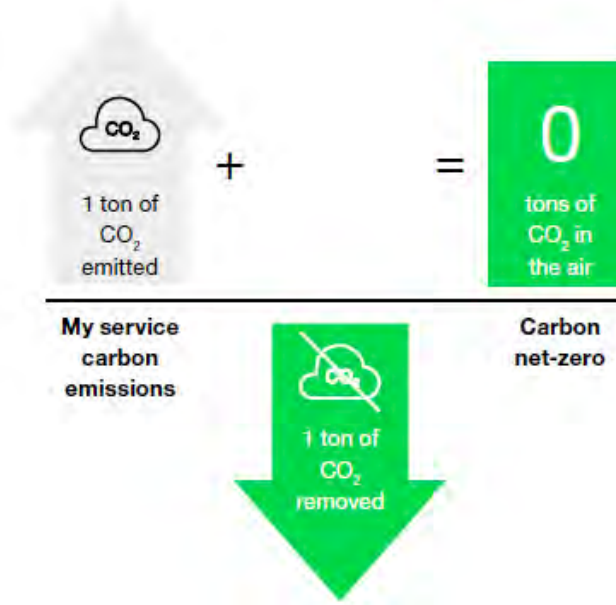 CO₂
1 ton of
CO₂
emitted
+
=
0
tons of
CO₂ in
the air
My service
carbon
emissions
CO₂
1 ton of
CO₂
removed
Carbon
net-zero